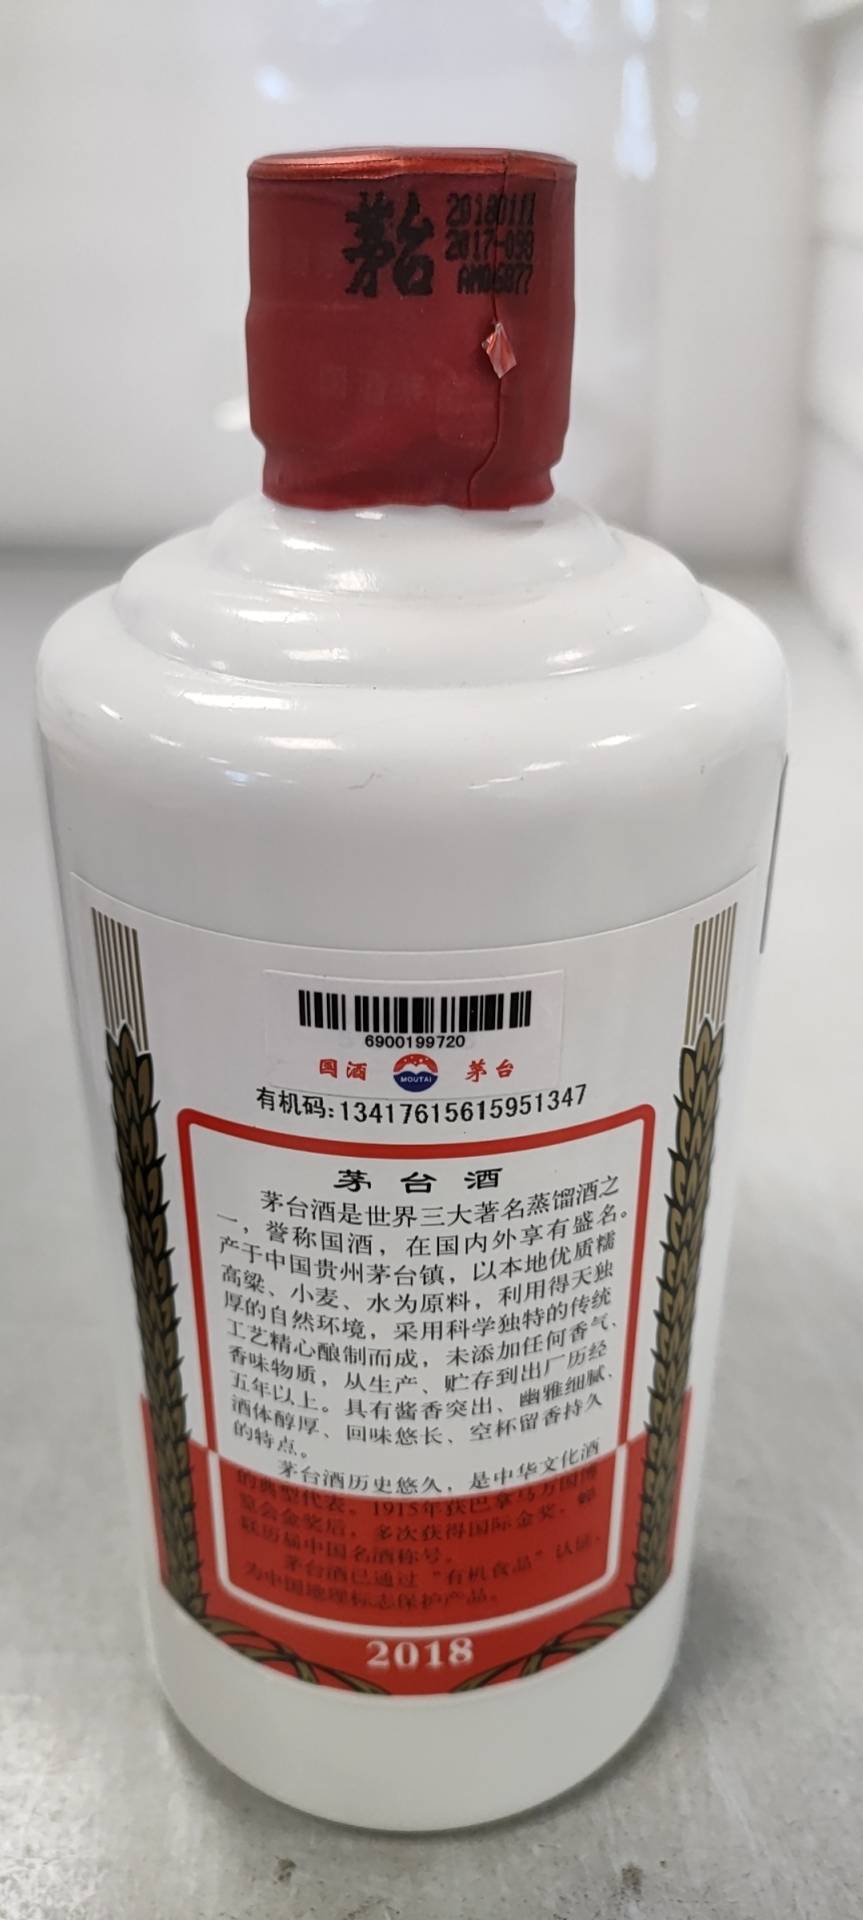 茅台
20180111
2017-098
6900199720
国酒
MOUTAI
茅台
有机码:13417615615951347
茅台酒
茅台酒是世界三大著名蒸馏酒之
一，誉称国酒，在国内外享有盛名。
产于中国贵州茅台镇，以本地优质糯
高粱、小麦、水为原料，利用得天独
厚的自然环境，采用科学独特的传统
工艺精心酿制而成，未添加任何香气、
香味物质，从生产、贮存到出厂历经
五年以上。具有酱香突出、幽雅细腻、
酒体醇厚、回味悠长、空杯留香持久
的特点。
茅台酒历史悠久，是中华文化酒
的典型代表。1915年获巴拿马万国博
览会金奖后，多次获得国际金奖，蝉
联历届中国名酒称号。
茅台酒已通过“有机食品”认证，
为中国地理标志保护产品。
2018